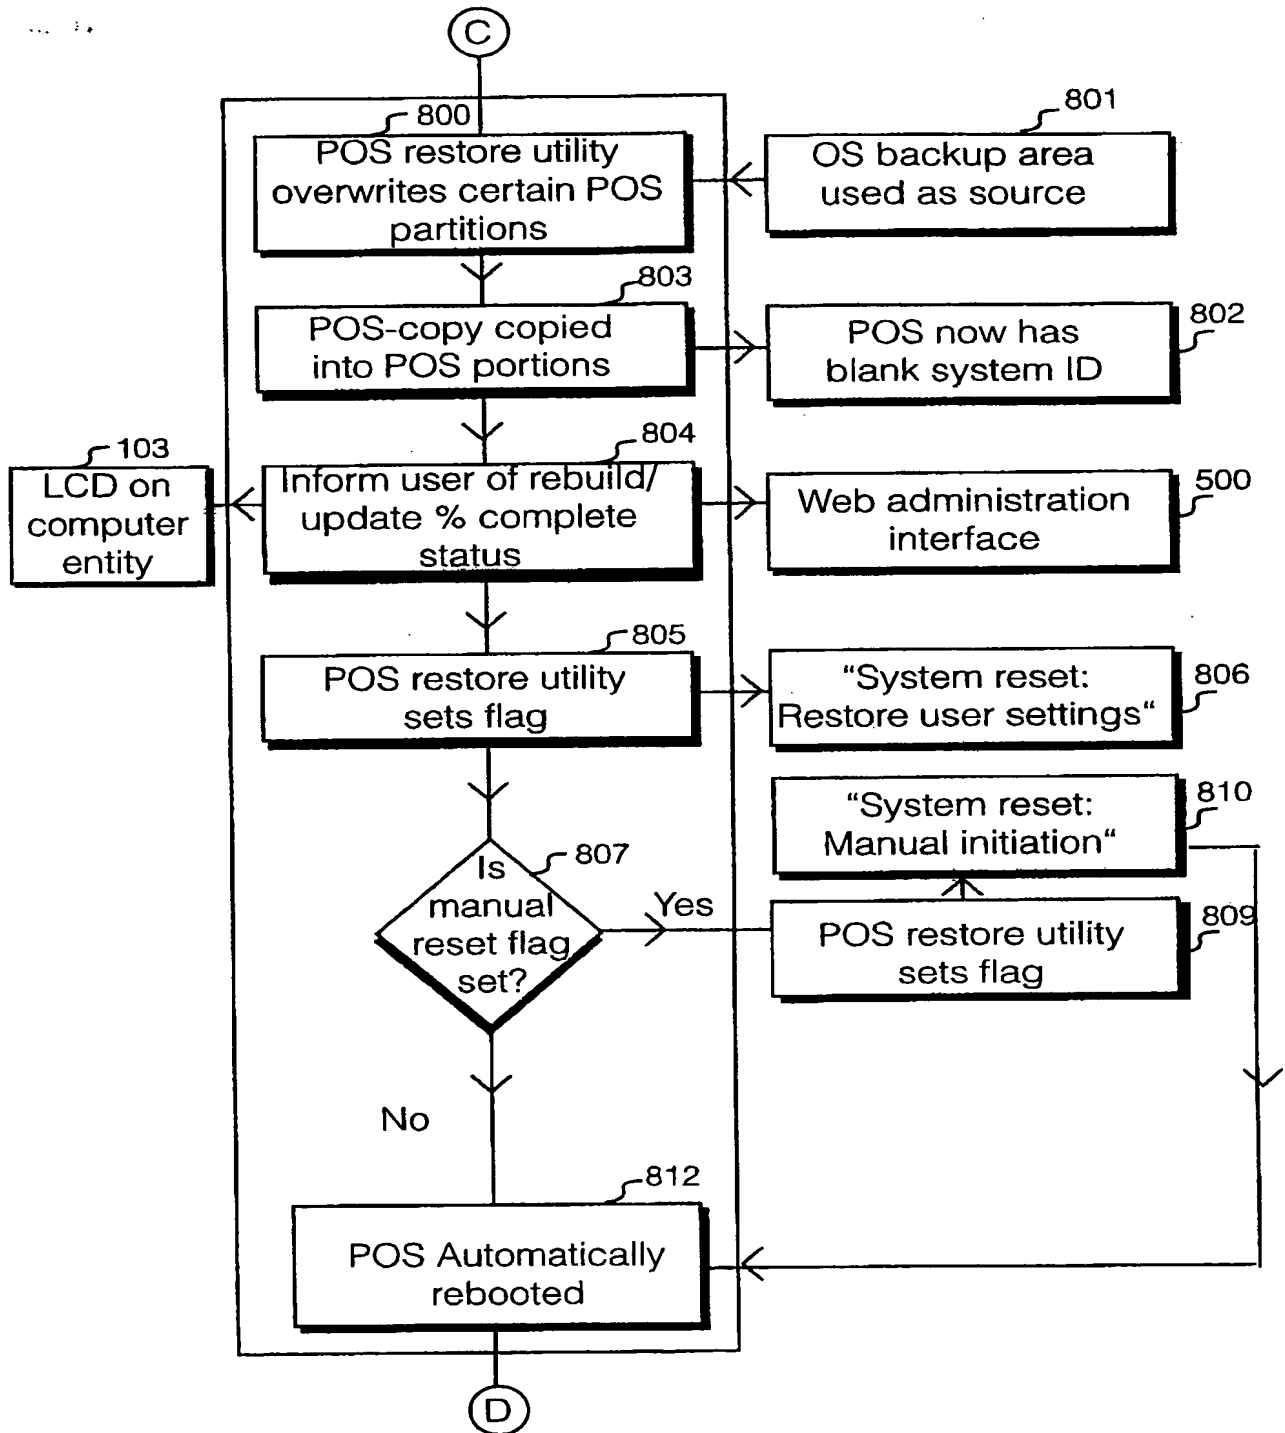 C
800
POS restore utility
overwrites certain POS
partitions
801
OS backup area
used as source
803
POS-copy copied
into POS portions
802
POS now has
blank system ID
103
LCD on
computer
entity
804
Inform user of rebuild/
update % complete
status
500
Web administration
interface
805
POS restore utility
sets flag
806
“System reset:
Restore user settings“
810
“System reset:
Manual initiation“
807
Is
manual
reset flag
set?
Yes
809
POS restore utility
sets flag
No
812
POS Automatically
rebooted
D